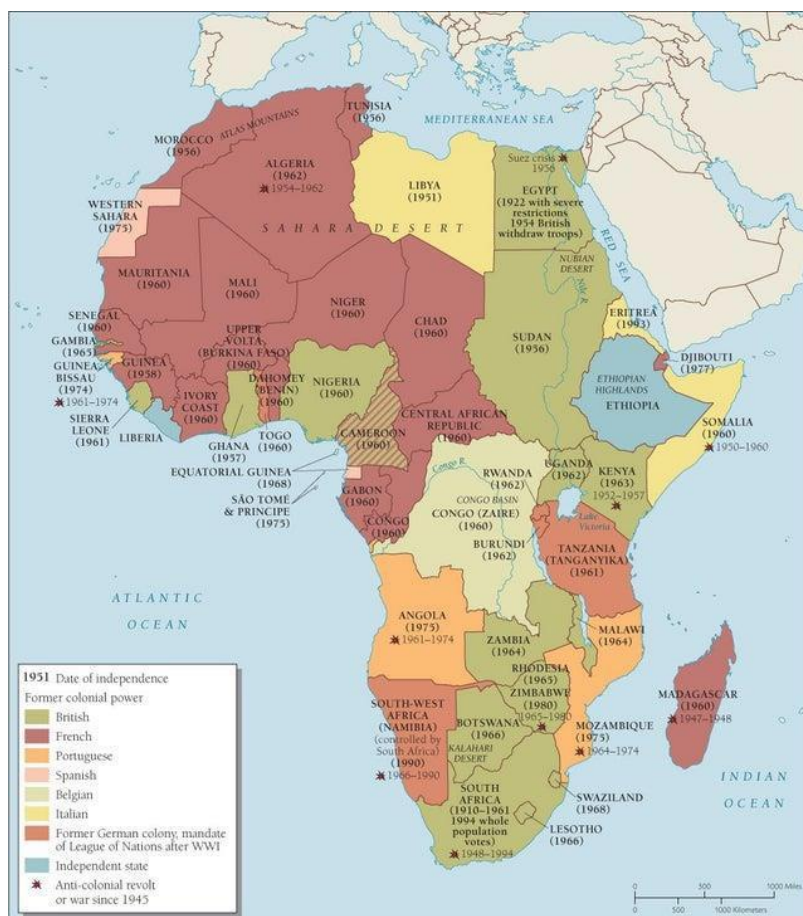 MEDITERRANEAN SEA
TUNISIA
(1956)
MOROCCO
(1956)
ATLAS MOUNTAINS
ALGERIA
(1962)
1954–1962
LIBYA
(1951)
Suez crisis
1956
EGYPT
(1922 with severe
restrictions
1954 British
withdraw troops)
WESTERN
SAHARA
(1975)
SAHARA DESERT
RED SEA
NUBIAN
DESERT
Nile R.
MAURITANIA
(1960)
MALI
(1960)
NIGER
(1960)
CHAD
(1960)
SUDAN
(1956)
ERITREA
(1993)
DJIBOUTI
(1977)
SENEGAL
(1960)
GAMBIA
(1965)
GUINEA
BISSAU
(1974)
1961–1974
GUINEA
(1958)
UPPER
VOLTA
(BURKINA FASO)
(1960)
DAHOMEY
(BENIN)
(1960)
NIGERIA
(1960)
IVORY
COAST
(1960)
SIERRA
LEONE
(1961)
LIBERIA
GHANA
(1957)
TOGO
(1960)
CAMEROON
(1960)
CENTRAL AFRICAN
REPUBLIC
(1960)
ETHIOPIAN
HIGHLANDS
ETHIOPIA
SOMALIA
(1960)
1950–1960
EQUATORIAL GUINEA
(1968)
SÃO TOMÉ
& PRINCIPE
(1975)
GABON
(1960)
CONGO
(1960)
Congo R.
CONGO BASIN
CONGO (ZAIRE)
(1960)
RWANDA
(1962)
BURUNDI
(1962)
UGANDA
(1962)
KENYA
(1963)
1952–1957
Lake
Victoria
TANZANIA
(TANGANYIKA)
(1961)
ATLANTIC
OCEAN
ANGOLA
(1975)
1961–1974
ZAMBIA
(1964)
MALAWI
(1964)
RHODESIA
(1965)
ZIMBABWE
(1980)
1965–1980
MOZAMBIQUE
(1975)
1964–1974
MADAGASCAR
(1960)
1947–1948
SOUTH-WEST
AFRICA
(NAMIBIA)
(controlled by
South Africa)
(1990)
1966–1990
BOTSWANA
(1966)
KALAHARI
DESERT
SOUTH
AFRICA
(1910–1961
1994 whole
population
votes)
1948–1994
SWAZILAND
(1968)
LESOTHO
(1966)
INDIAN
OCEAN
1951 Date of independence
Former colonial power
British
French
Portuguese
Spanish
Belgian
Italian
Former German colony, mandate
of League of Nations after WWI
Independent state
Anti-colonial revolt
or war since 1945
0 500 1000 Miles
0 500 1000 Kilometers